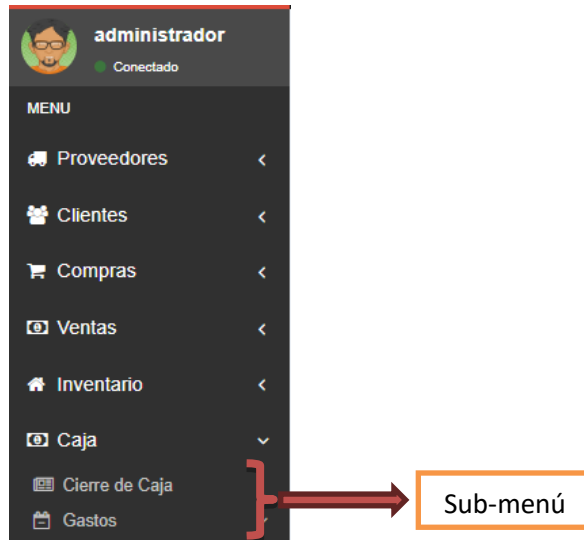 administrador
Conectado
MENU
Proveedores
Clientes
Compras
Ventas
Inventario
Caja
Cierre de Caja
Gastos
Sub-menú